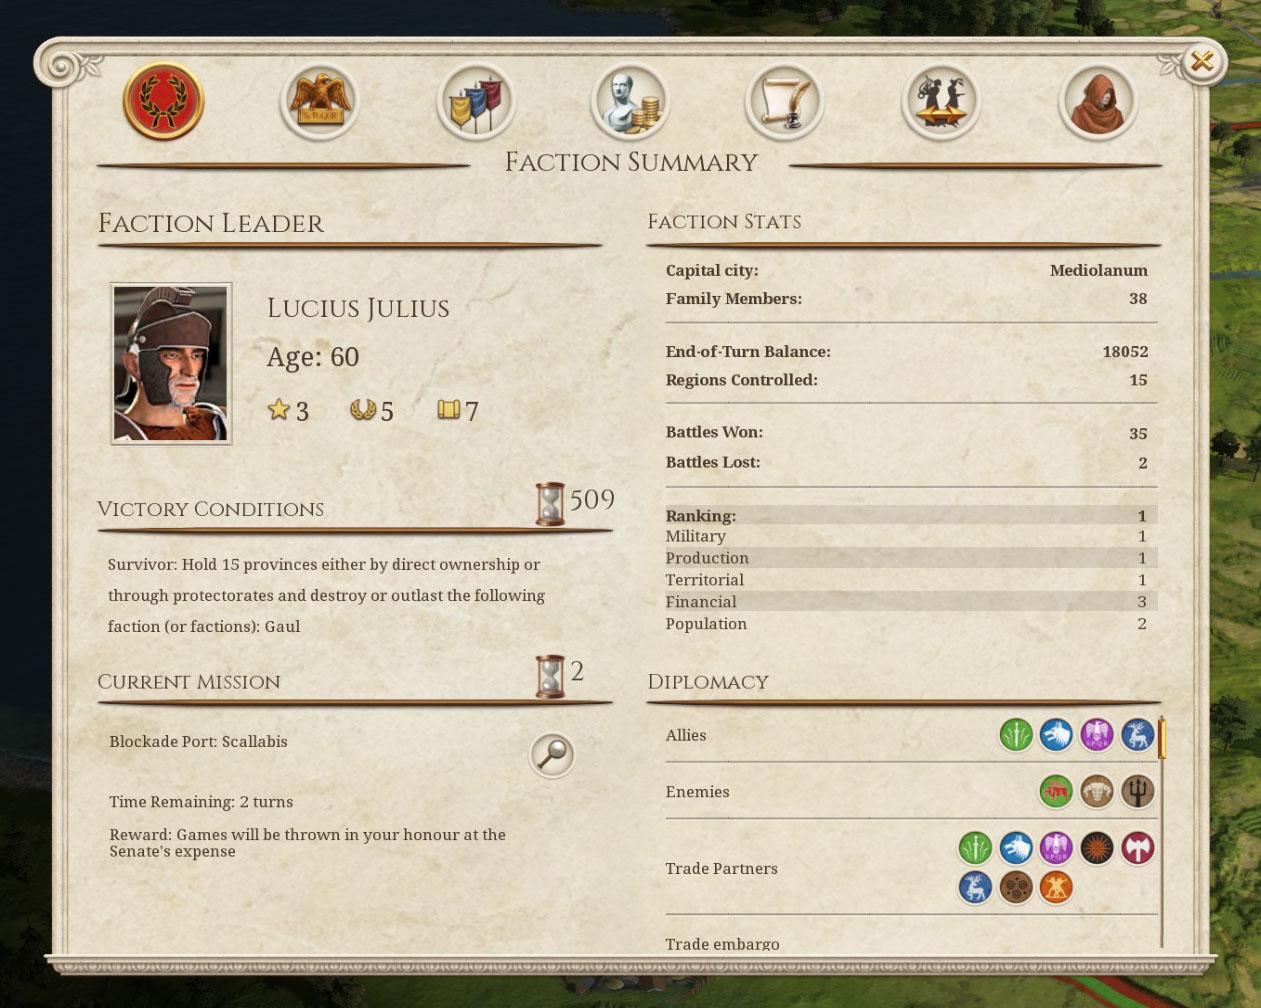 S·P·Q·R
Faction Summary
Faction Leader
Lucius Julius
Age: 60
3 5 7
Victory Conditions
509
Survivor: Hold 15 provinces either by direct ownership or
through protectorates and destroy or outlast the following
faction (or factions): Gaul
Current Mission
2
Blockade Port: Scallabis
Time Remaining: 2 turns
Reward: Games will be thrown in your honour at the
Senate's expense
Faction Stats
Capital city: Mediolanum
Family Members: 38
End-of-Turn Balance: 18052
Regions Controlled: 15
Battles Won: 35
Battles Lost: 2
Ranking: 1
Military 1
Production 1
Territorial 1
Financial 3
Population 2
Diplomacy
Allies
SPQR
Enemies
Trade Partners
SPQR
Trade embargo